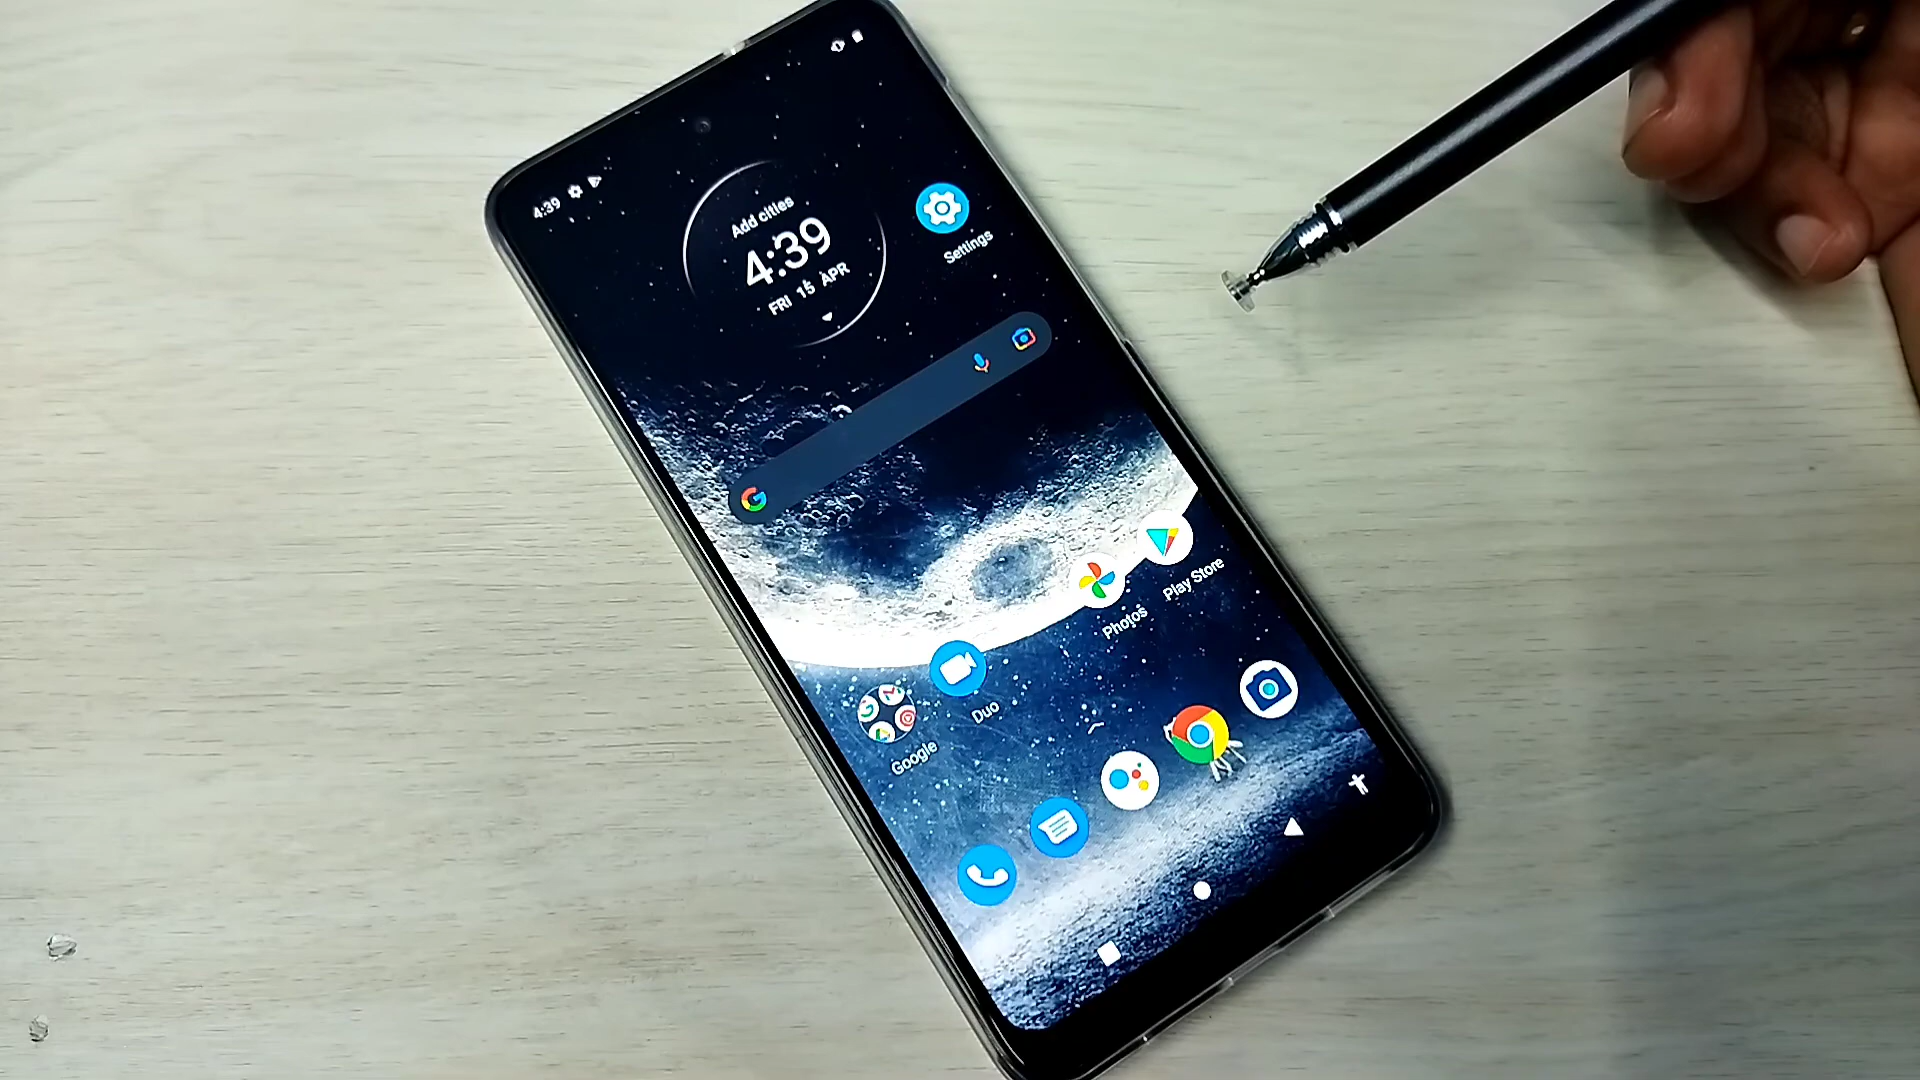 4:39
Add cities
4:39
FRI 15 APR
Settings
Play Store
Photos
Duo
Google